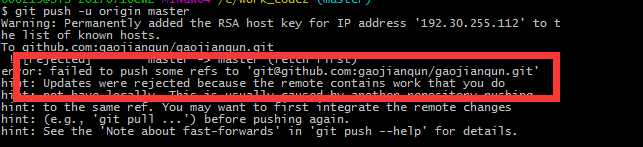 $ git push -u origin master
Warning: Permanently added the RSA host key for IP address '192.30.255.112' to t
he list of known hosts.
To github.com:gaojianqun/gaojianqun.git
! [rejected] master -> master (fetch first)
error: failed to push some refs to 'git@github.com:gaojianqun/gaojianqun.git'
hint: Updates were rejected because the remote contains work that you do
hint: not have locally. This is usually caused by another repository pushing
hint: to the same ref. You may want to first integrate the remote changes
hint: (e.g., 'git pull ...') before pushing again.
hint: See the 'Note about fast-forwards' in 'git push --help' for details.